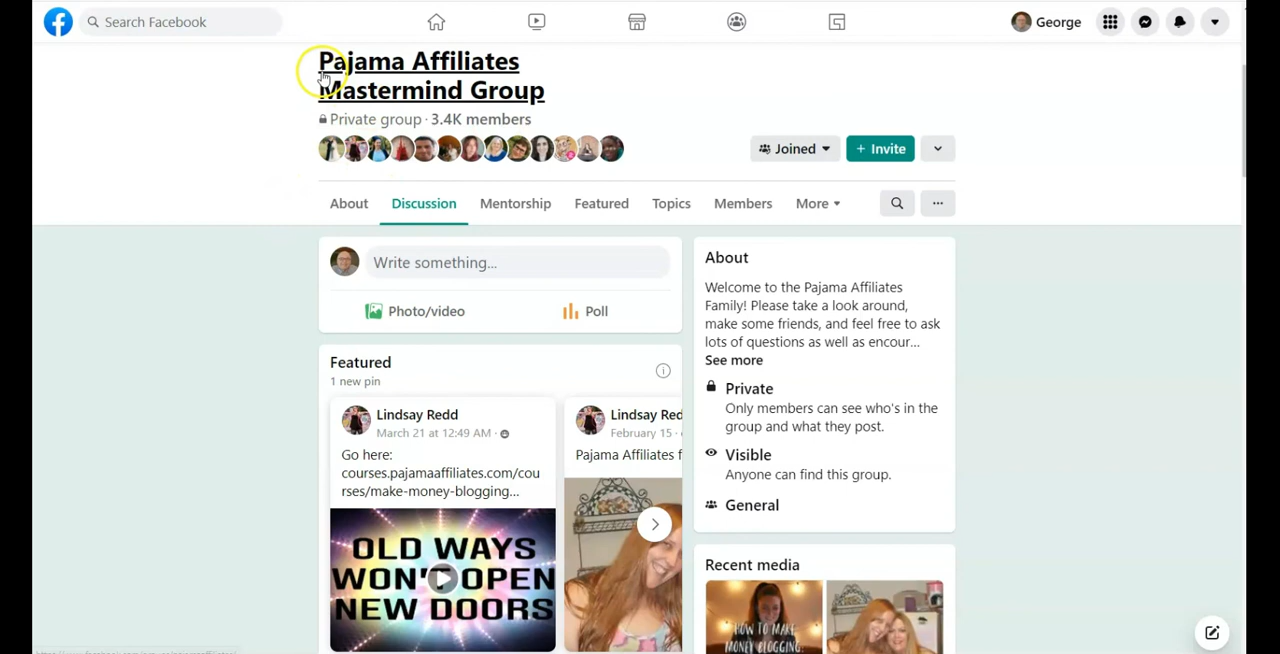 Search Facebook
George
Pajama Affiliates
Mastermind Group
Private group · 3.4K members
Joined
+ Invite
About
Discussion
Mentorship
Featured
Topics
Members
More
Write something...
Photo/video
Poll
Featured
1 new pin
Lindsay Redd
March 21 at 12:49 AM ·
Go here:
courses.pajamaaffiliates.com/cou
rses/make-money-blogging...
OLD WAYS
WON'T OPEN
NEW DOORS
Lindsay Red
February 15 ·
Pajama Affiliates f
About
Welcome to the Pajama Affiliates
Family! Please take a look around,
make some friends, and feel free to ask
lots of questions as well as encour...
See more
Private
Only members can see who's in the
group and what they post.
Visible
Anyone can find this group.
General
Recent media
HOW TO MAKE
MONEY BLOGGING